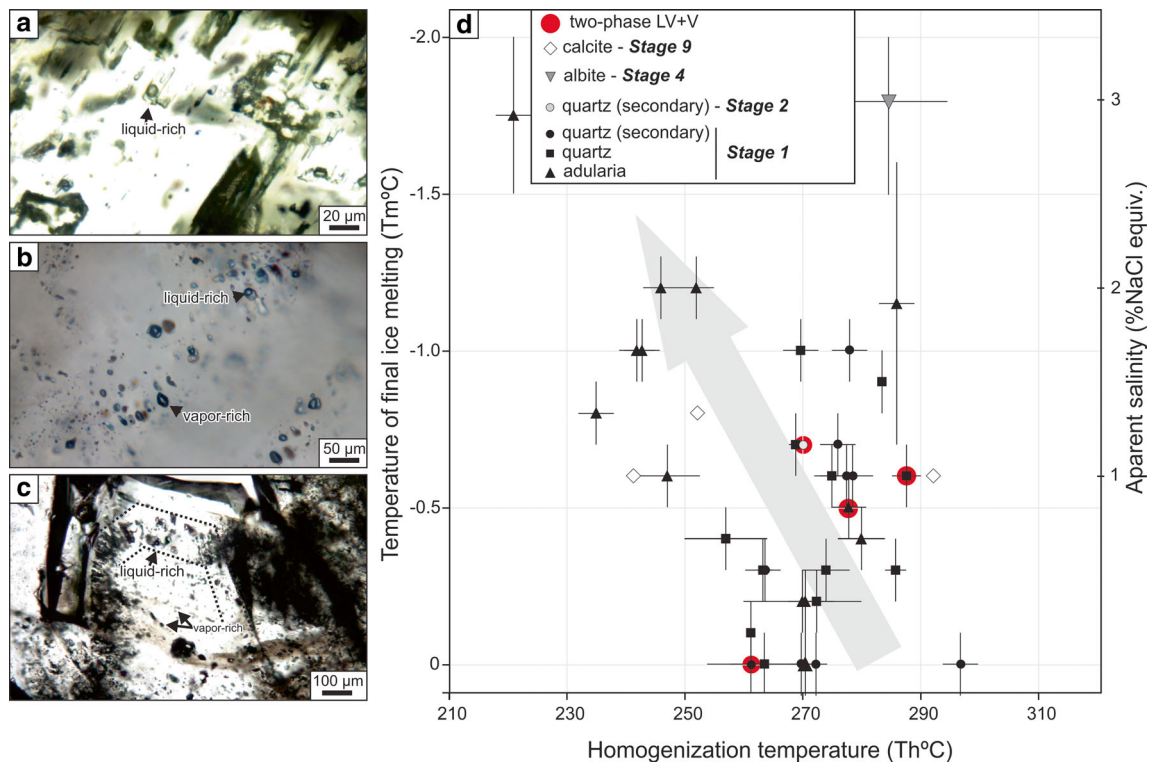 a
liquid-rich
20 µm
b
liquid-rich
vapor-rich
50 µm
c
liquid-rich
vapor-rich
100 µm
d
two-phase LV+V
calcite - Stage 9
albite - Stage 4
quartz (secondary) - Stage 2
quartz (secondary)
quartz
adularia
Stage 1
Temperature of final ice melting (TmºC)
-2.0
-1.5
-1.0
-0.5
0
Aparent salinity (%NaCl equiv.)
3
2
1
210
230
250
270
290
310
Homogenization temperature (ThºC)